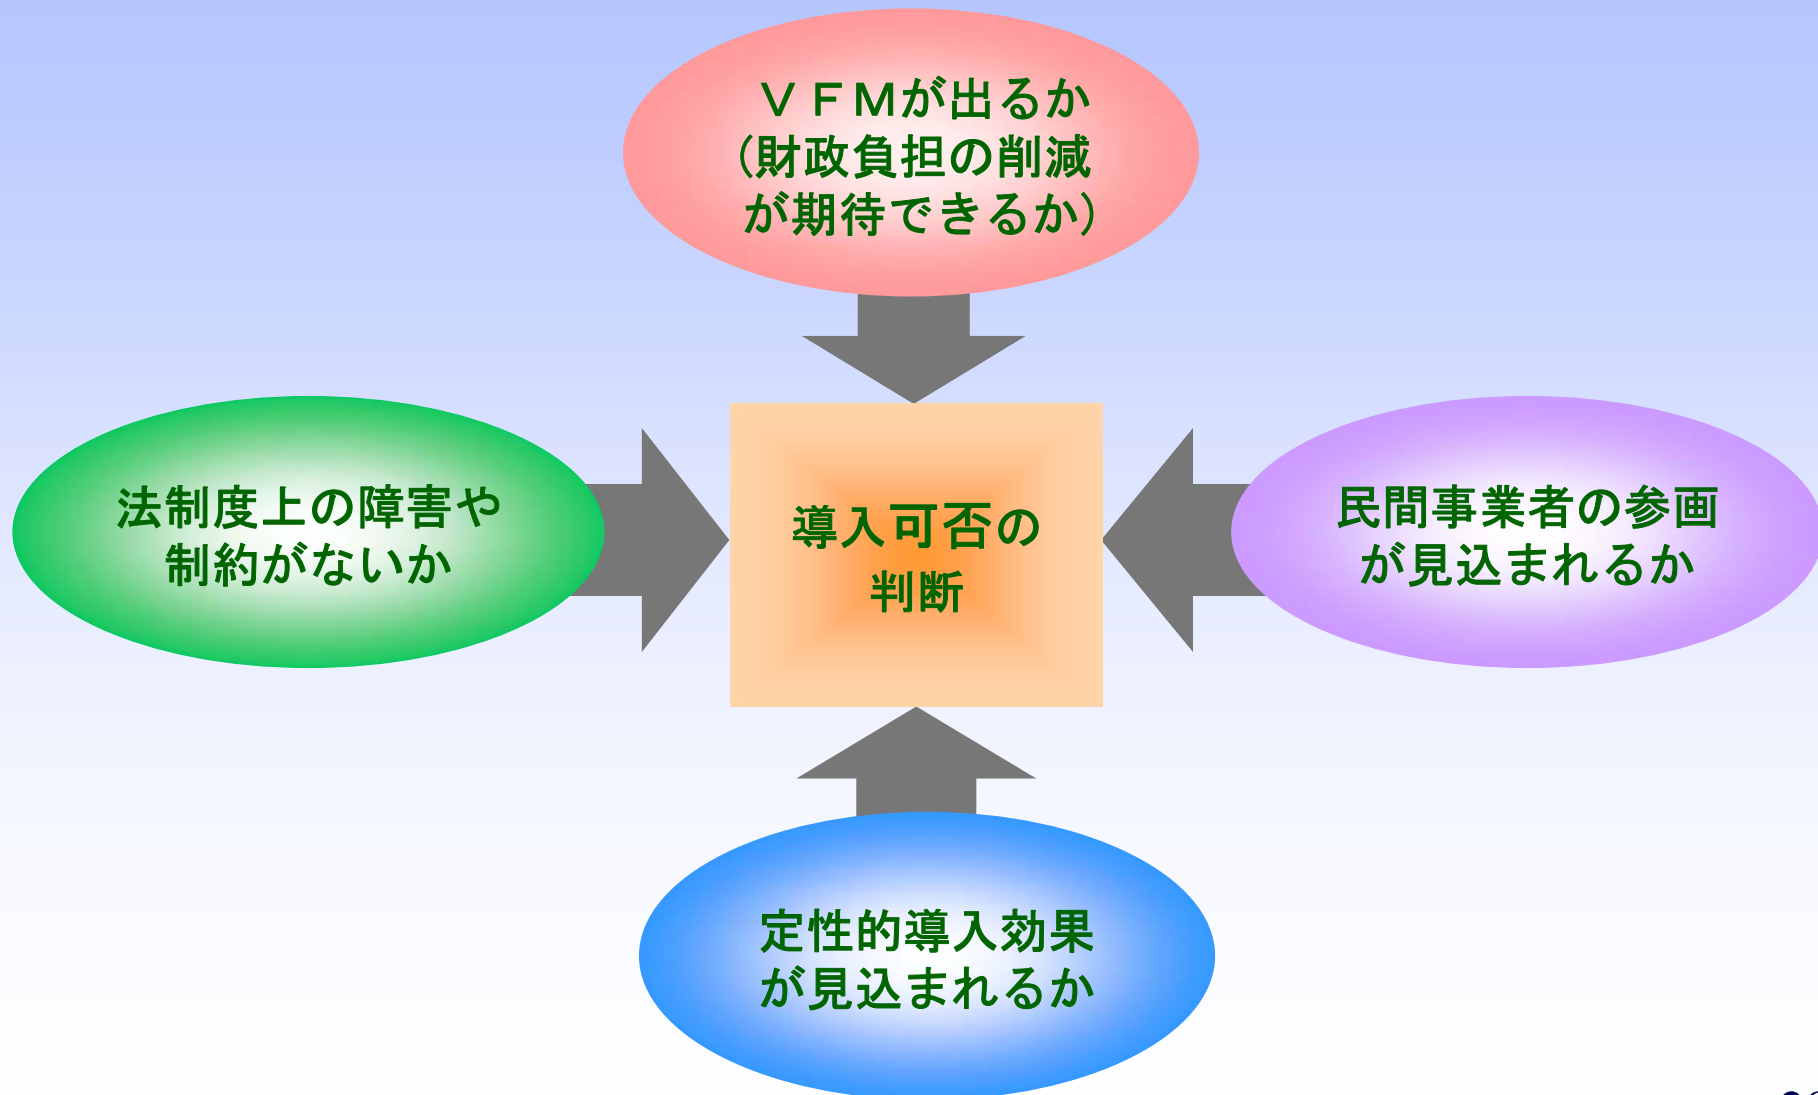 ＶＦＭが出るか
(財政負担の削減
が期待できるか)
法制度上の障害や
制約がないか
導入可否の
判断
民間事業者の参画
が見込まれるか
定性的導入効果
が見込まれるか